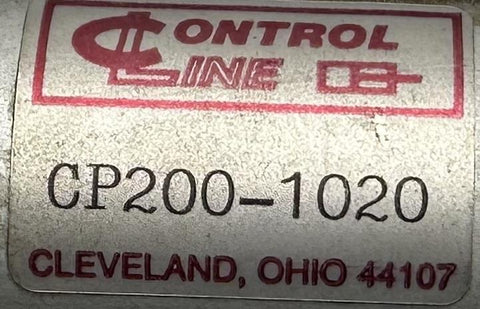 CONTROL
LINE
CP200-1020
CLEVELAND, OHIO 44107